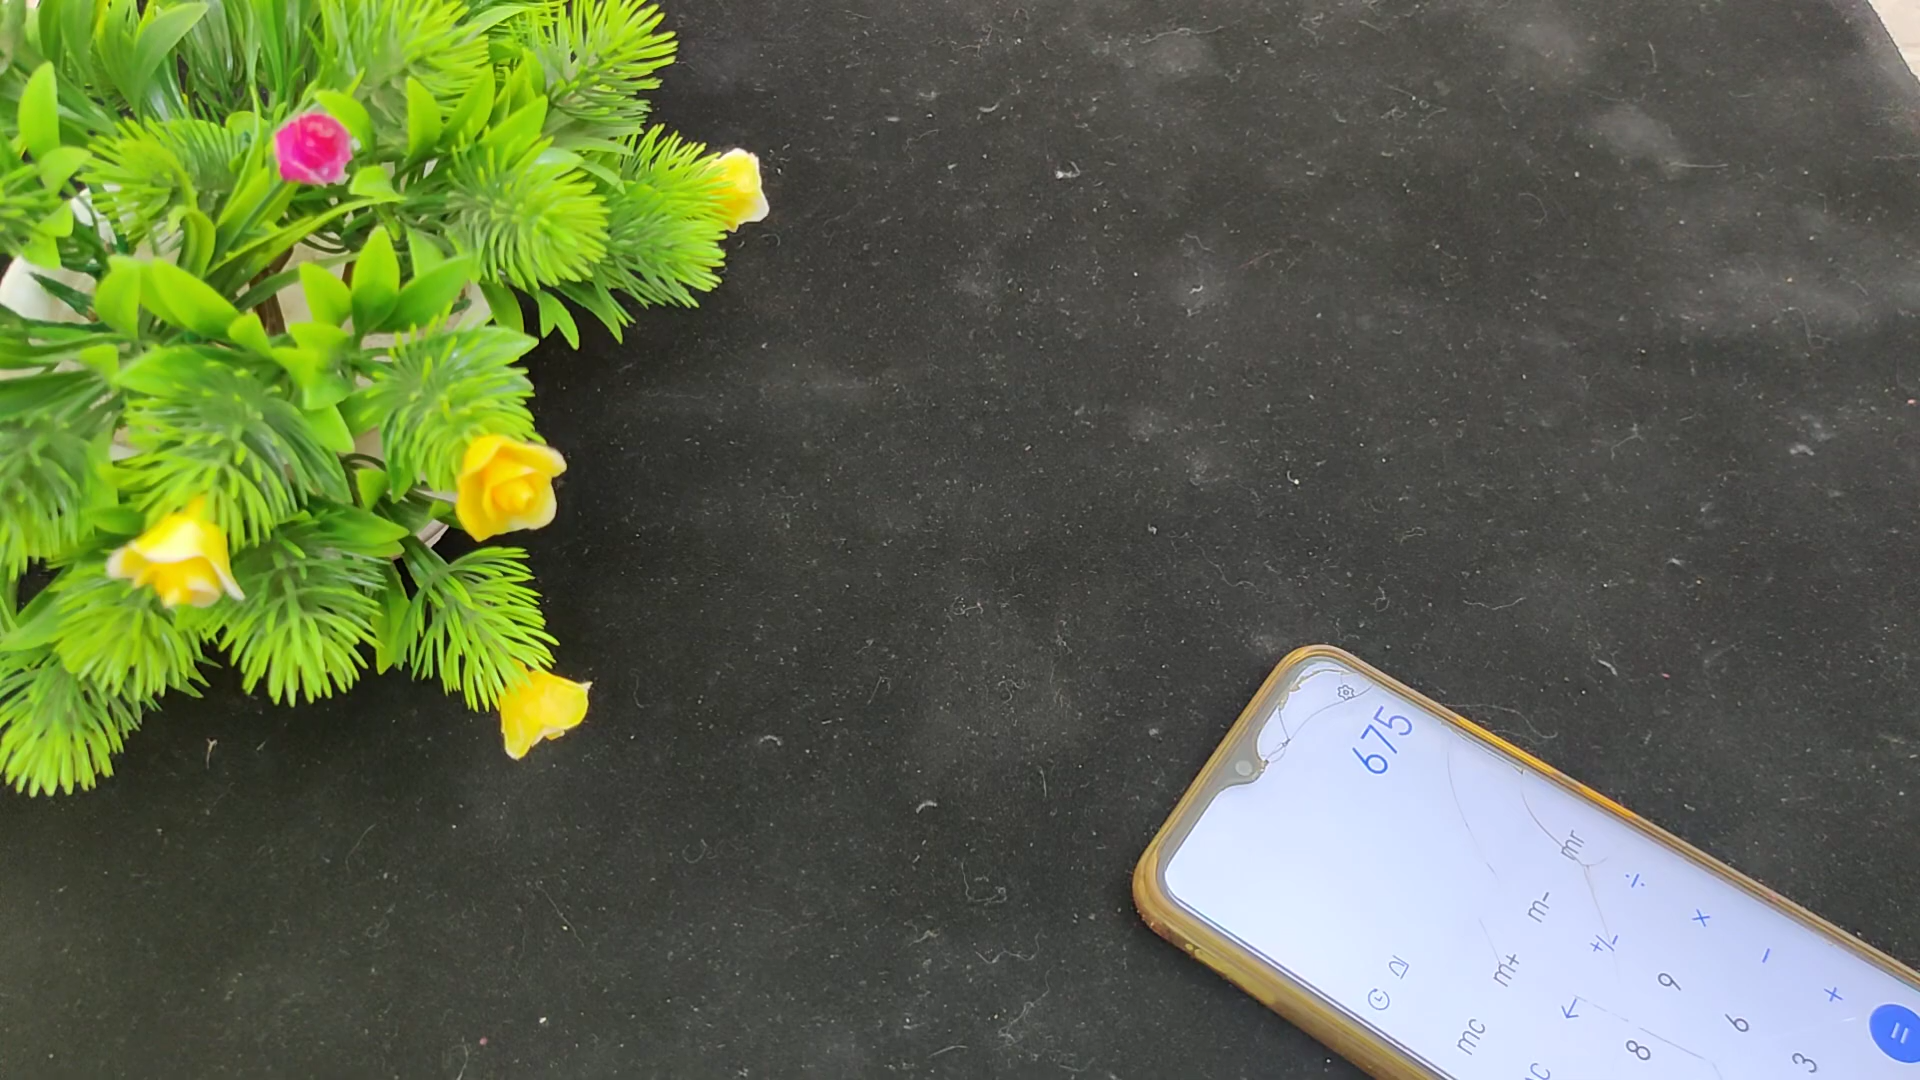 675
mc m+ m- mr
← +/- ÷
8 9 ×
6 -
3 +
=